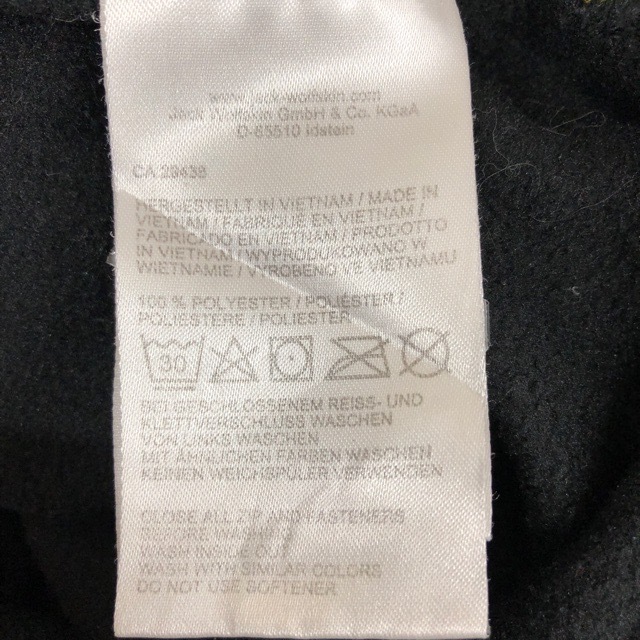 www.jack-wolfskin.com
Jack Wolfskin GmbH & Co. KGaA
D-65510 Idstein
CA 28438
HERGESTELLT IN VIETNAM / MADE IN
VIETNAM / FABRIQUÉ EN VIETNAM /
FABRICADO EN VIETNAM / PRODOTTO
IN VIETNAM / WYPRODUKOWANO W
WIETNAMIE / VYROBENO VE VIETNAMU
100 % POLYESTER / POLIÉSTER /
POLIESTERE / POLIESTER
30
BEI GESCHLOSSENEM REISS- UND
KLETTVERSCHLUSS WASCHEN
VON LINKS WASCHEN
MIT ÄHNLICHEN FARBEN WASCHEN
KEINEN WEICHSPÜLER VERWENDEN
CLOSE ALL ZIP AND FASTENERS
BEFORE WASHING
WASH INSIDE OUT
WASH WITH SIMILAR COLORS
DO NOT USE SOFTENER